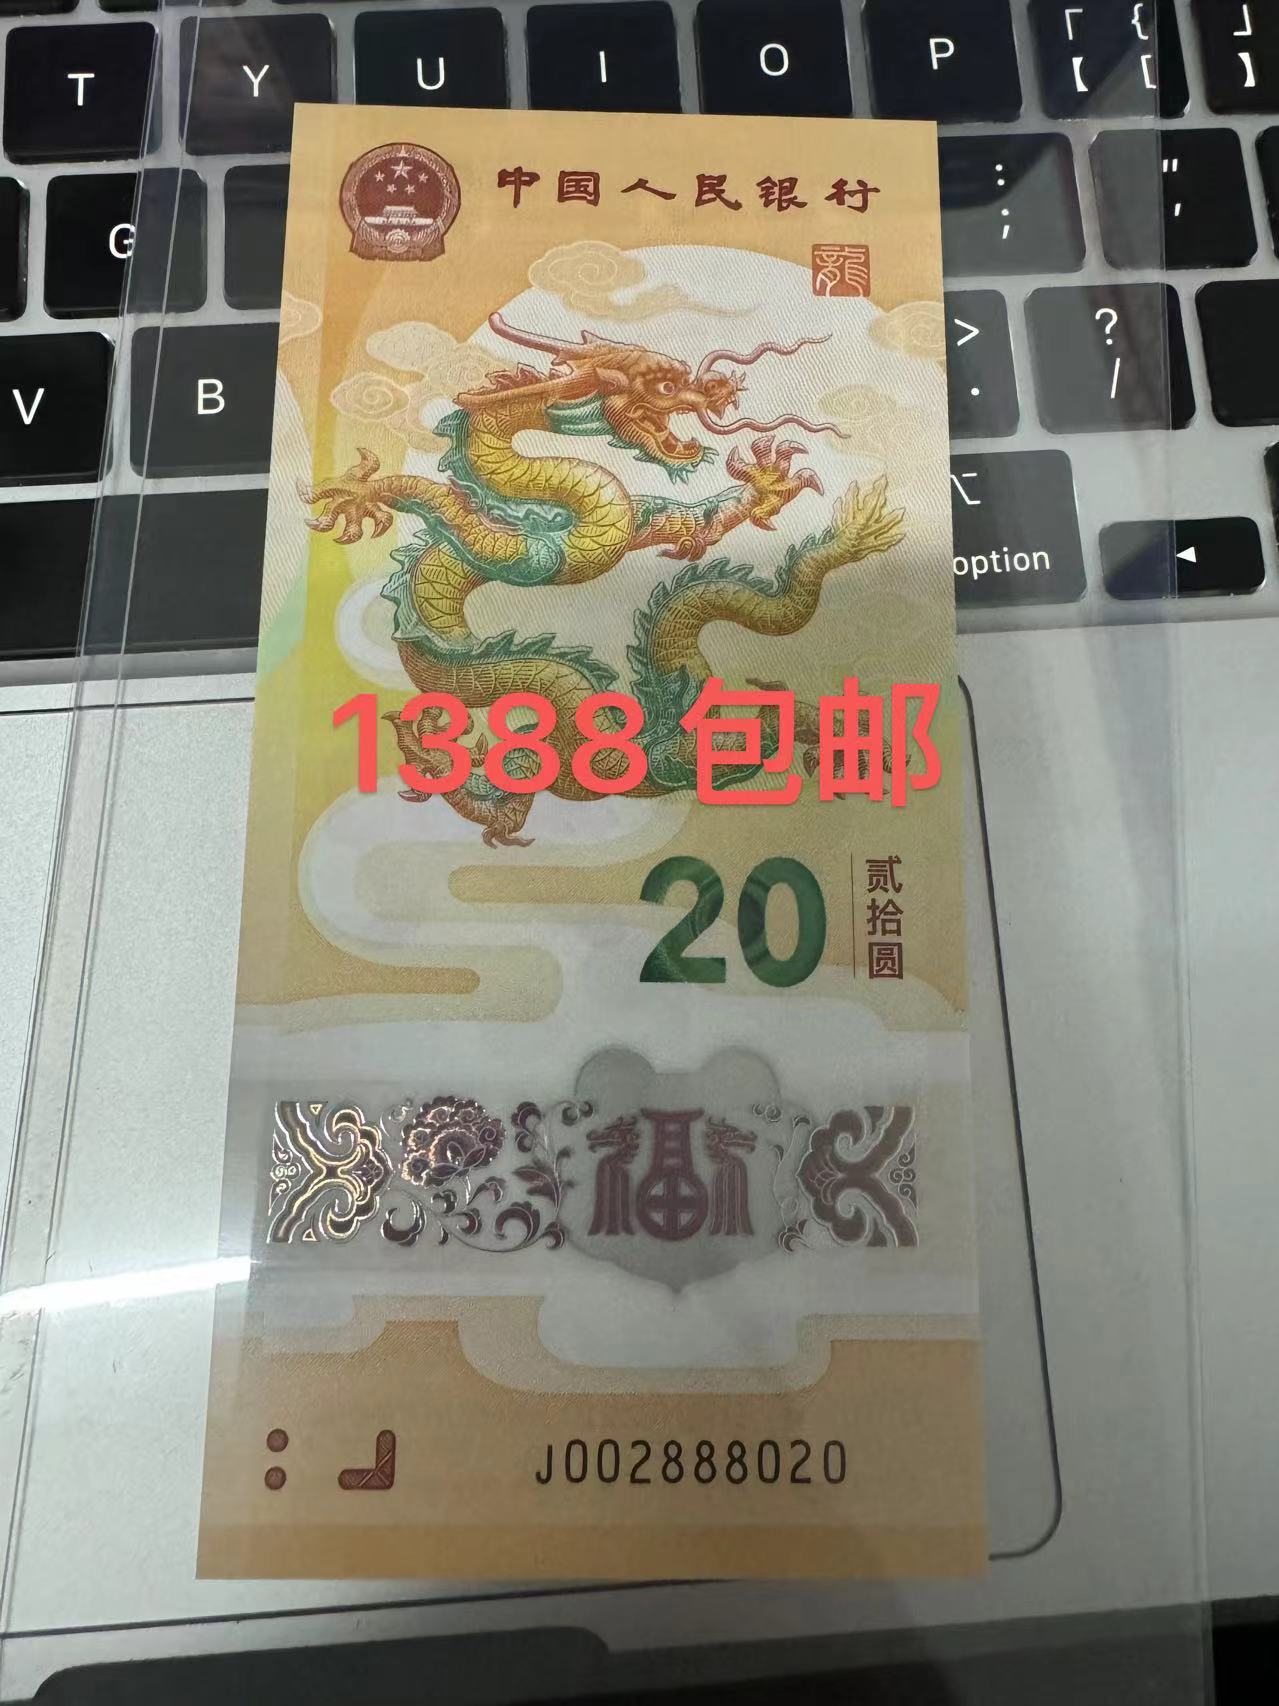 T Y U I O P 「 { 」
【 [ 】
G : "
; '
中国人民银行
龍
V B > ?
. /
option
1388包邮
20
贰拾圆
福
J002888020